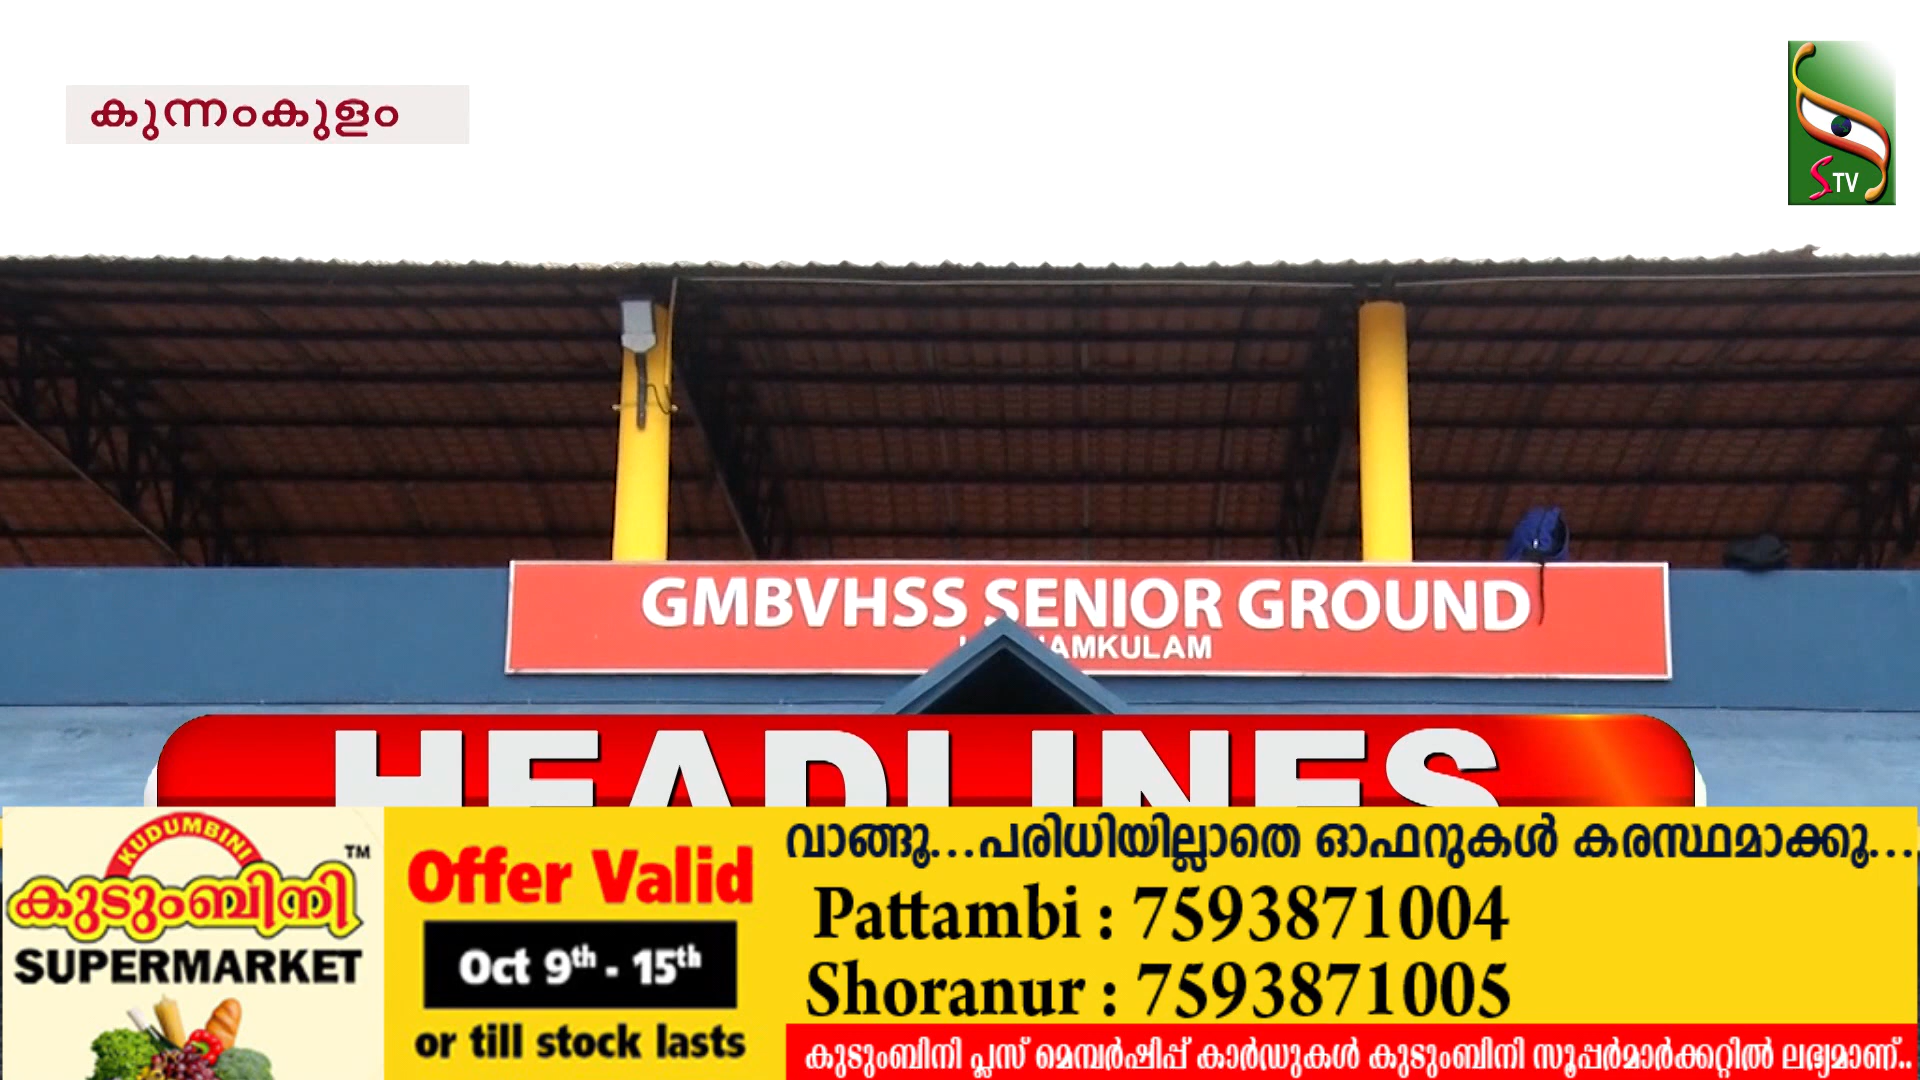 കുന്നംകുളം
STV
GMBVHSS SENIOR GROUND
AMKULAM
HEADLINES
KUDUMBINI
TM
കുടുംബിനി
SUPERMARKET
Offer Valid
Oct 9th - 15th
or till stock lasts
വാങ്ങൂ...പരിധിയില്ലാതെ ഓഫറുകൾ കരസ്ഥമാക്കൂ...
Pattambi : 7593871004
Shoranur : 7593871005
കുടുംബിനി പ്ലസ് മെമ്പർഷിപ്പ് കാർഡുകൾ കുടുംബിനി സൂപ്പർമാർക്കറ്റിൽ ലഭ്യമാണ്..